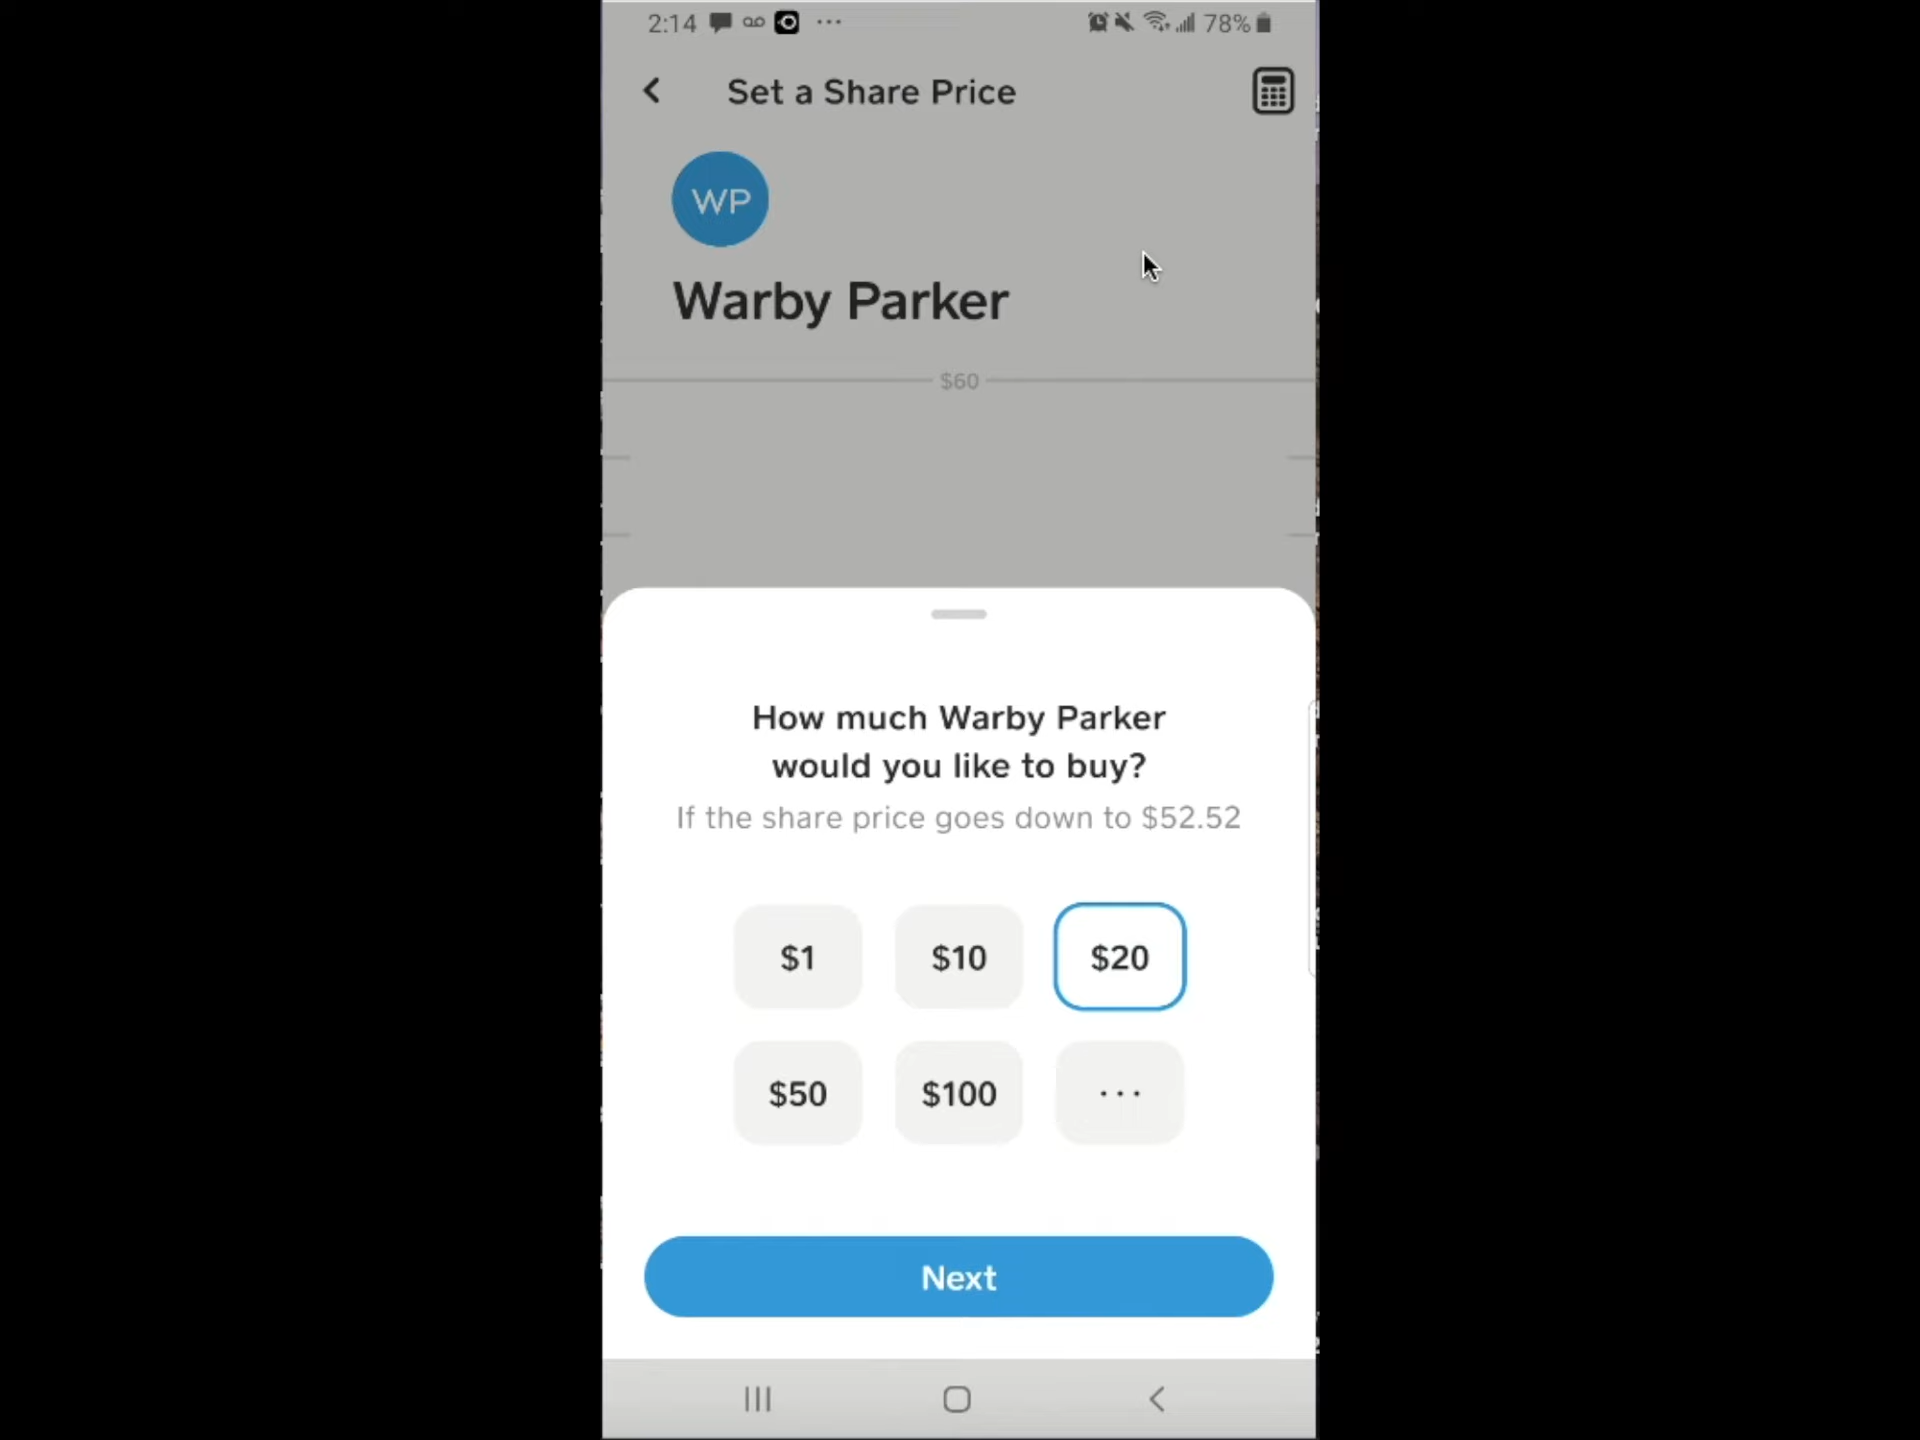 2:14 78%
Set a Share Price
WP
Warby Parker
$60
How much Warby Parker
would you like to buy?
If the share price goes down to $52.52
$1 $10 $20
$50 $100 ...
Next